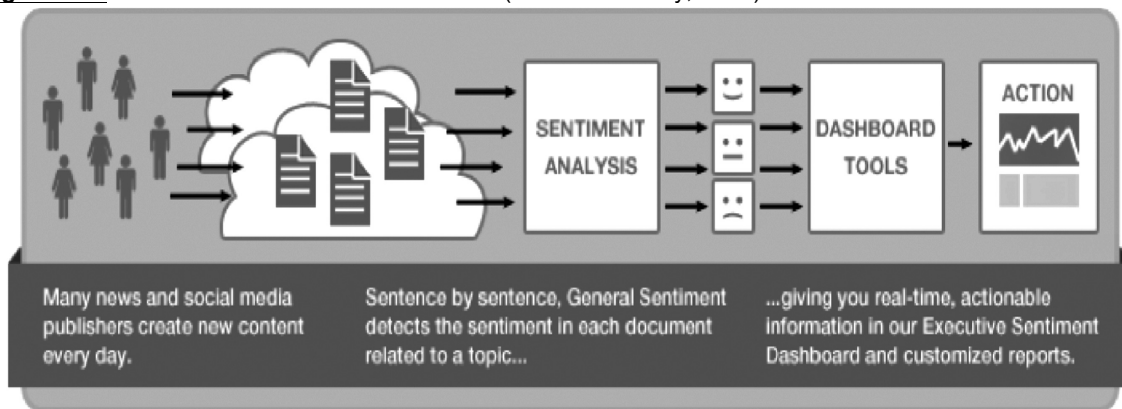 SENTIMENT
ANALYSIS
DASHBOARD
TOOLS
ACTION
Many news and social media
publishers create new content
every day.
Sentence by sentence, General Sentiment
detects the sentiment in each document
related to a topic...
...giving you real-time, actionable
information in our Executive Sentiment
Dashboard and customized reports.